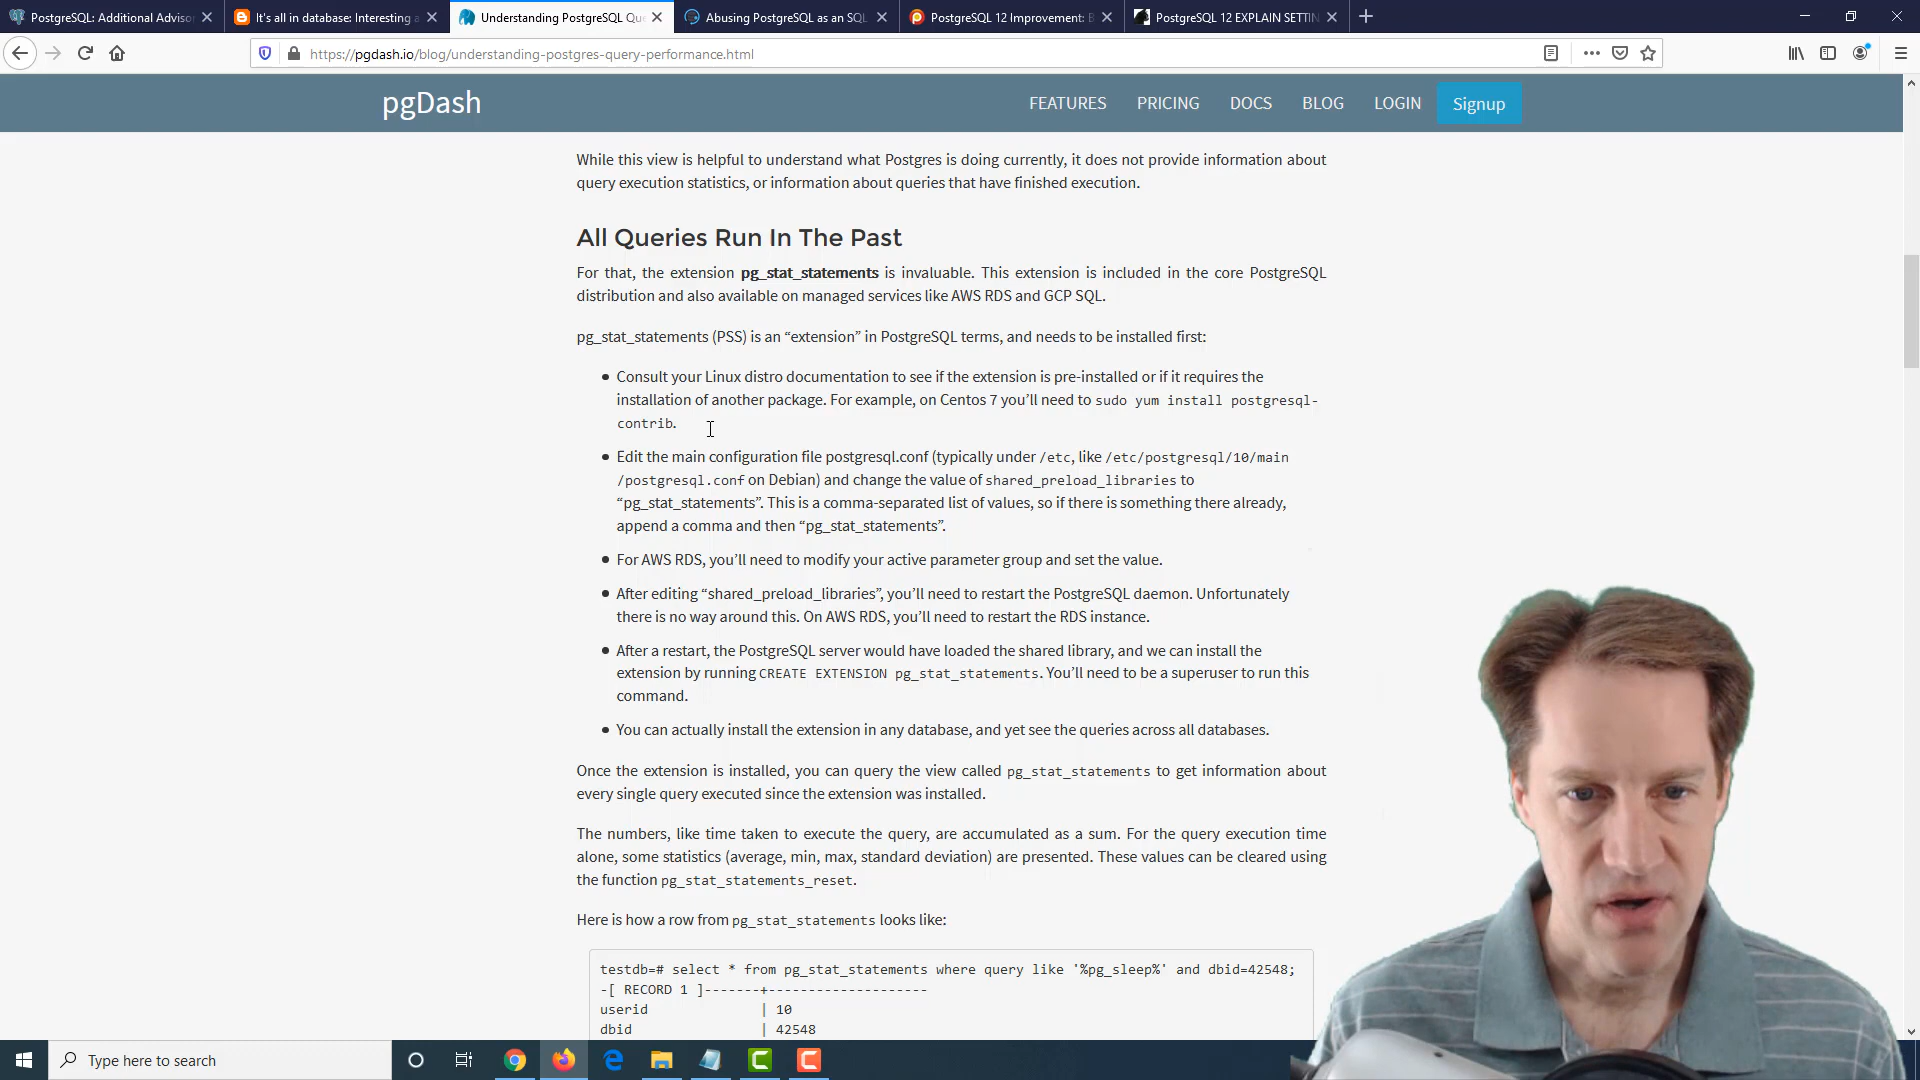 PostgreSQL: Additional Advisor
It's all in database: Interesting a
Understanding PostgreSQL Qu
Abusing PostgreSQL as an SQL
PostgreSQL 12 Improvement: B
PostgreSQL 12 EXPLAIN SETTIN
https://pgdash.io/blog/understanding-postgres-query-performance.html
pgDash
FEATURES
PRICING
DOCS
BLOG
LOGIN
Signup
While this view is helpful to understand what Postgres is doing currently, it does not provide information about
query execution statistics, or information about queries that have finished execution.
All Queries Run In The Past
For that, the extension pg_stat_statements is invaluable. This extension is included in the core PostgreSQL
distribution and also available on managed services like AWS RDS and GCP SQL.
pg_stat_statements (PSS) is an “extension” in PostgreSQL terms, and needs to be installed first:
• Consult your Linux distro documentation to see if the extension is pre-installed or if it requires the
installation of another package. For example, on Centos 7 you’ll need to sudo yum install postgresql-
contrib.
• Edit the main configuration file postgresql.conf (typically under /etc, like /etc/postgresql/10/main
/postgresql.conf on Debian) and change the value of shared_preload_libraries to
“pg_stat_statements”. This is a comma-separated list of values, so if there is something there already,
append a comma and then “pg_stat_statements”.
• For AWS RDS, you’ll need to modify your active parameter group and set the value.
• After editing “shared_preload_libraries”, you’ll need to restart the PostgreSQL daemon. Unfortunately
there is no way around this. On AWS RDS, you’ll need to restart the RDS instance.
• After a restart, the PostgreSQL server would have loaded the shared library, and we can install the
extension by running CREATE EXTENSION pg_stat_statements. You’ll need to be a superuser to run this
command.
• You can actually install the extension in any database, and yet see the queries across all databases.
Once the extension is installed, you can query the view called pg_stat_statements to get information about
every single query executed since the extension was installed.
The numbers, like time taken to execute the query, are accumulated as a sum. For the query execution time
alone, some statistics (average, min, max, standard deviation) are presented. These values can be cleared using
the function pg_stat_statements_reset.
Here is how a row from pg_stat_statements looks like:
testdb=# select * from pg_stat_statements where query like '%pg_sleep%' and dbid=42548;
-[ RECORD 1 ]-------+--------------------
userid | 10
dbid | 42548
Type here to search